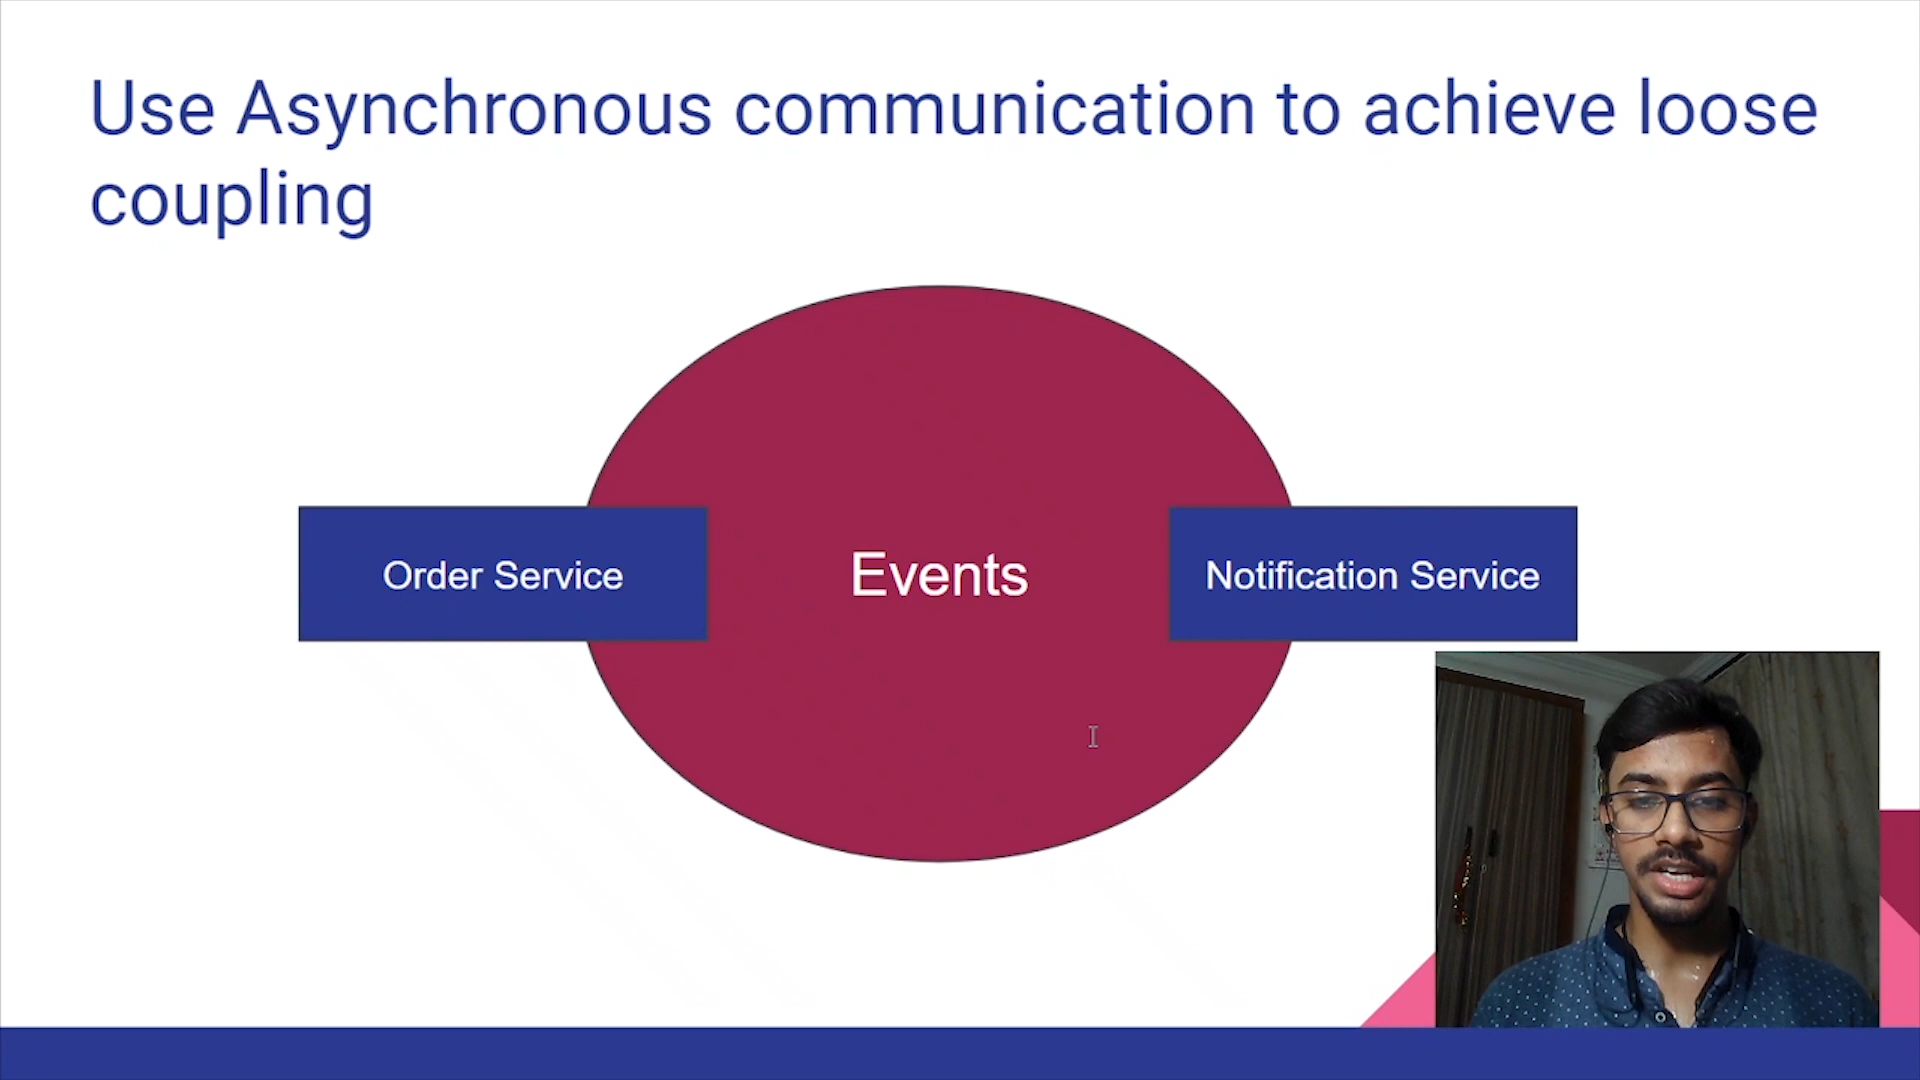 Use Asynchronous communication to achieve loose
coupling
Order Service
Events
Notification Service